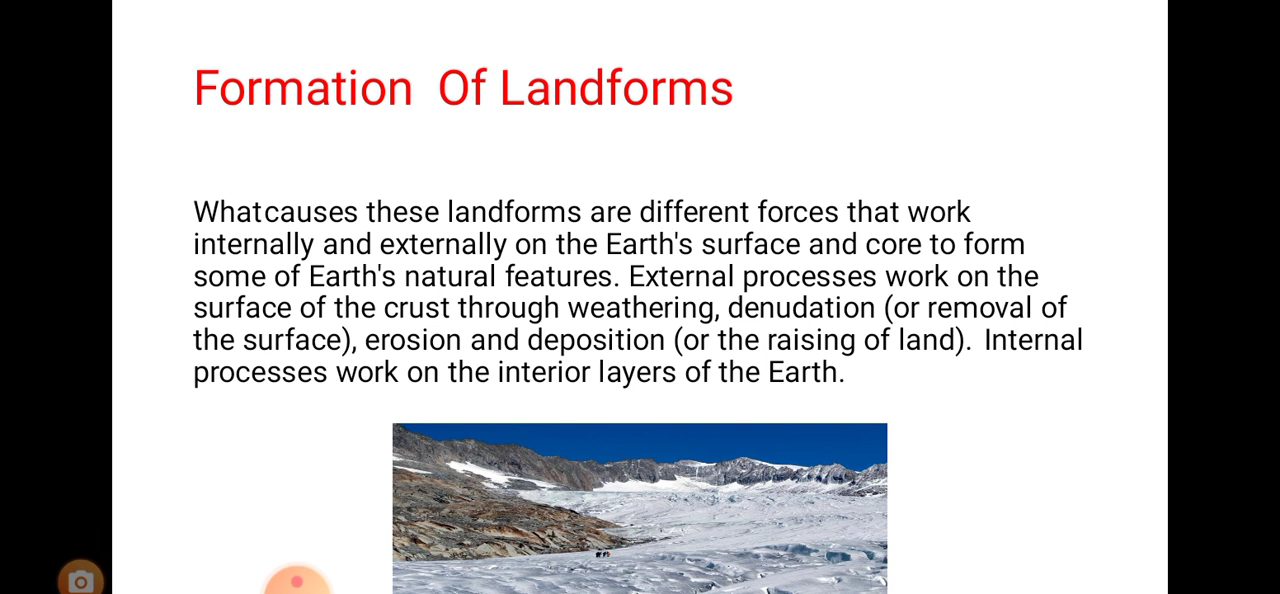 Formation Of Landforms
What causes these landforms are different forces that work
internally and externally on the Earth's surface and core to form
some of Earth's natural features. External processes work on the
surface of the crust through weathering, denudation (or removal of
the surface), erosion and deposition (or the raising of land). Internal
processes work on the interior layers of the Earth.